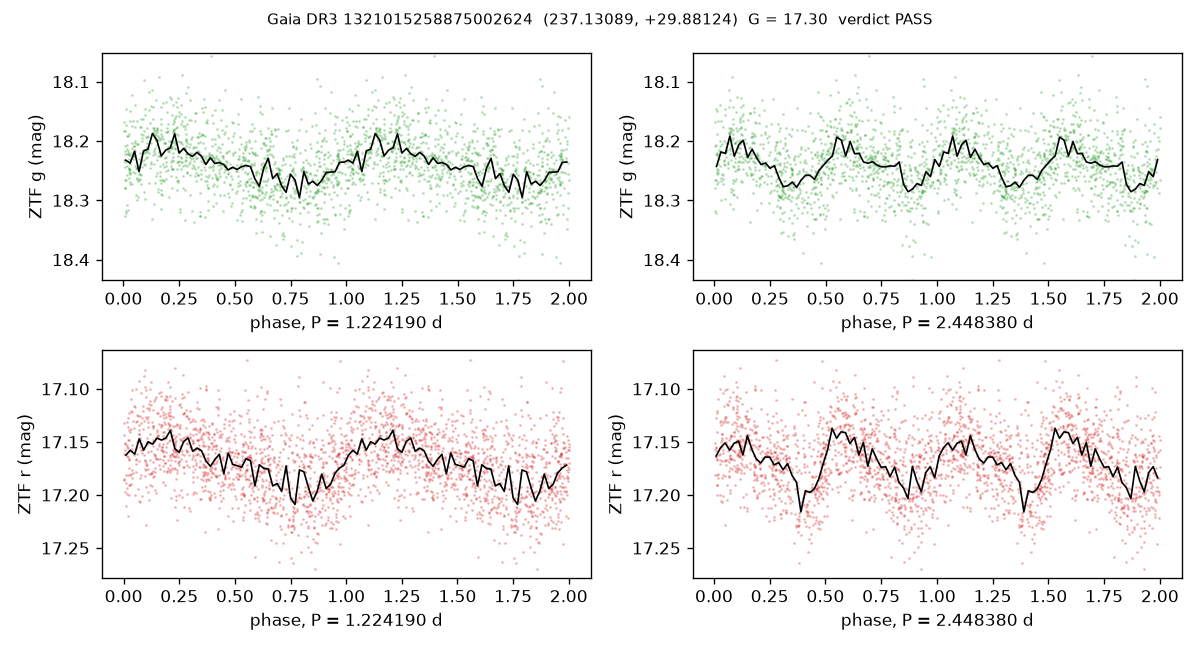 Gaia DR3 1321015258875002624  (237.13089, +29.88124)  G = 17.30  verdict PASS
ZTF g (mag)
18.1
18.2
18.3
18.4
0.00 0.25 0.50 0.75 1.00 1.25 1.50 1.75 2.00
phase, P = 1.224190 d
ZTF g (mag)
18.1
18.2
18.3
18.4
0.00 0.25 0.50 0.75 1.00 1.25 1.50 1.75 2.00
phase, P = 2.448380 d
ZTF r (mag)
17.10
17.15
17.20
17.25
0.00 0.25 0.50 0.75 1.00 1.25 1.50 1.75 2.00
phase, P = 1.224190 d
ZTF r (mag)
17.10
17.15
17.20
17.25
0.00 0.25 0.50 0.75 1.00 1.25 1.50 1.75 2.00
phase, P = 2.448380 d